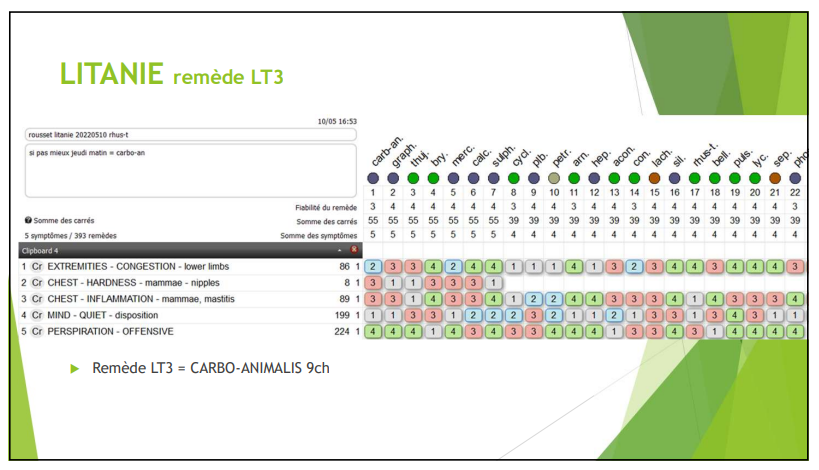 LITANIE remède LT3
10/05 16:53
rousset litanie 20220510 rhus-t
si pas mieux jeudi matin = carbo-an
carb-an. graph. thuj. bry. merc. calc. sulph. cycl. plb. petr. arn. hep. acon. con. lach. sil. rhus-t. bell. puls. lyc. sep. pho
1 2 3 4 5 6 7 8 9 10 11 12 13 14 15 16 17 18 19 20 21 22
Fiabilité du remède 3 4 4 4 4 4 4 3 4 4 3 4 4 3 4 4 4 4 4 4 4 3
Somme des carrés Somme des carrés 55 55 55 55 55 55 55 39 39 39 39 39 39 39 39 39 39 39 39 39 39 39
5 symptômes / 393 remèdes Somme des symptômes 5 5 5 5 5 5 5 4 4 4 4 4 4 4 4 4 4 4 4 4 4 4
Clipboard 4
1 Cr EXTREMITIES - CONGESTION - lower limbs 86 1 2 3 3 4 2 4 4 1 1 1 4 1 3 2 3 4 4 3 4 4 4 3
2 Cr CHEST - HARDNESS - mammae - nipples 8 1 3 1 1 3 3 3 1
3 Cr CHEST - INFLAMMATION - mammae, mastitis 89 1 3 3 1 4 3 3 4 1 2 2 4 4 3 3 3 4 1 4 3 3 3 4
4 Cr MIND - QUIET - disposition 199 1 1 1 3 3 1 2 2 2 3 2 1 1 2 1 3 3 1 3 4 3 1 1
5 Cr PERSPIRATION - OFFENSIVE 224 1 4 4 4 1 4 3 4 3 3 4 4 4 4 1 3 3 4 3 1 4 4 4
Remède LT3 = CARBO-ANIMALIS 9ch